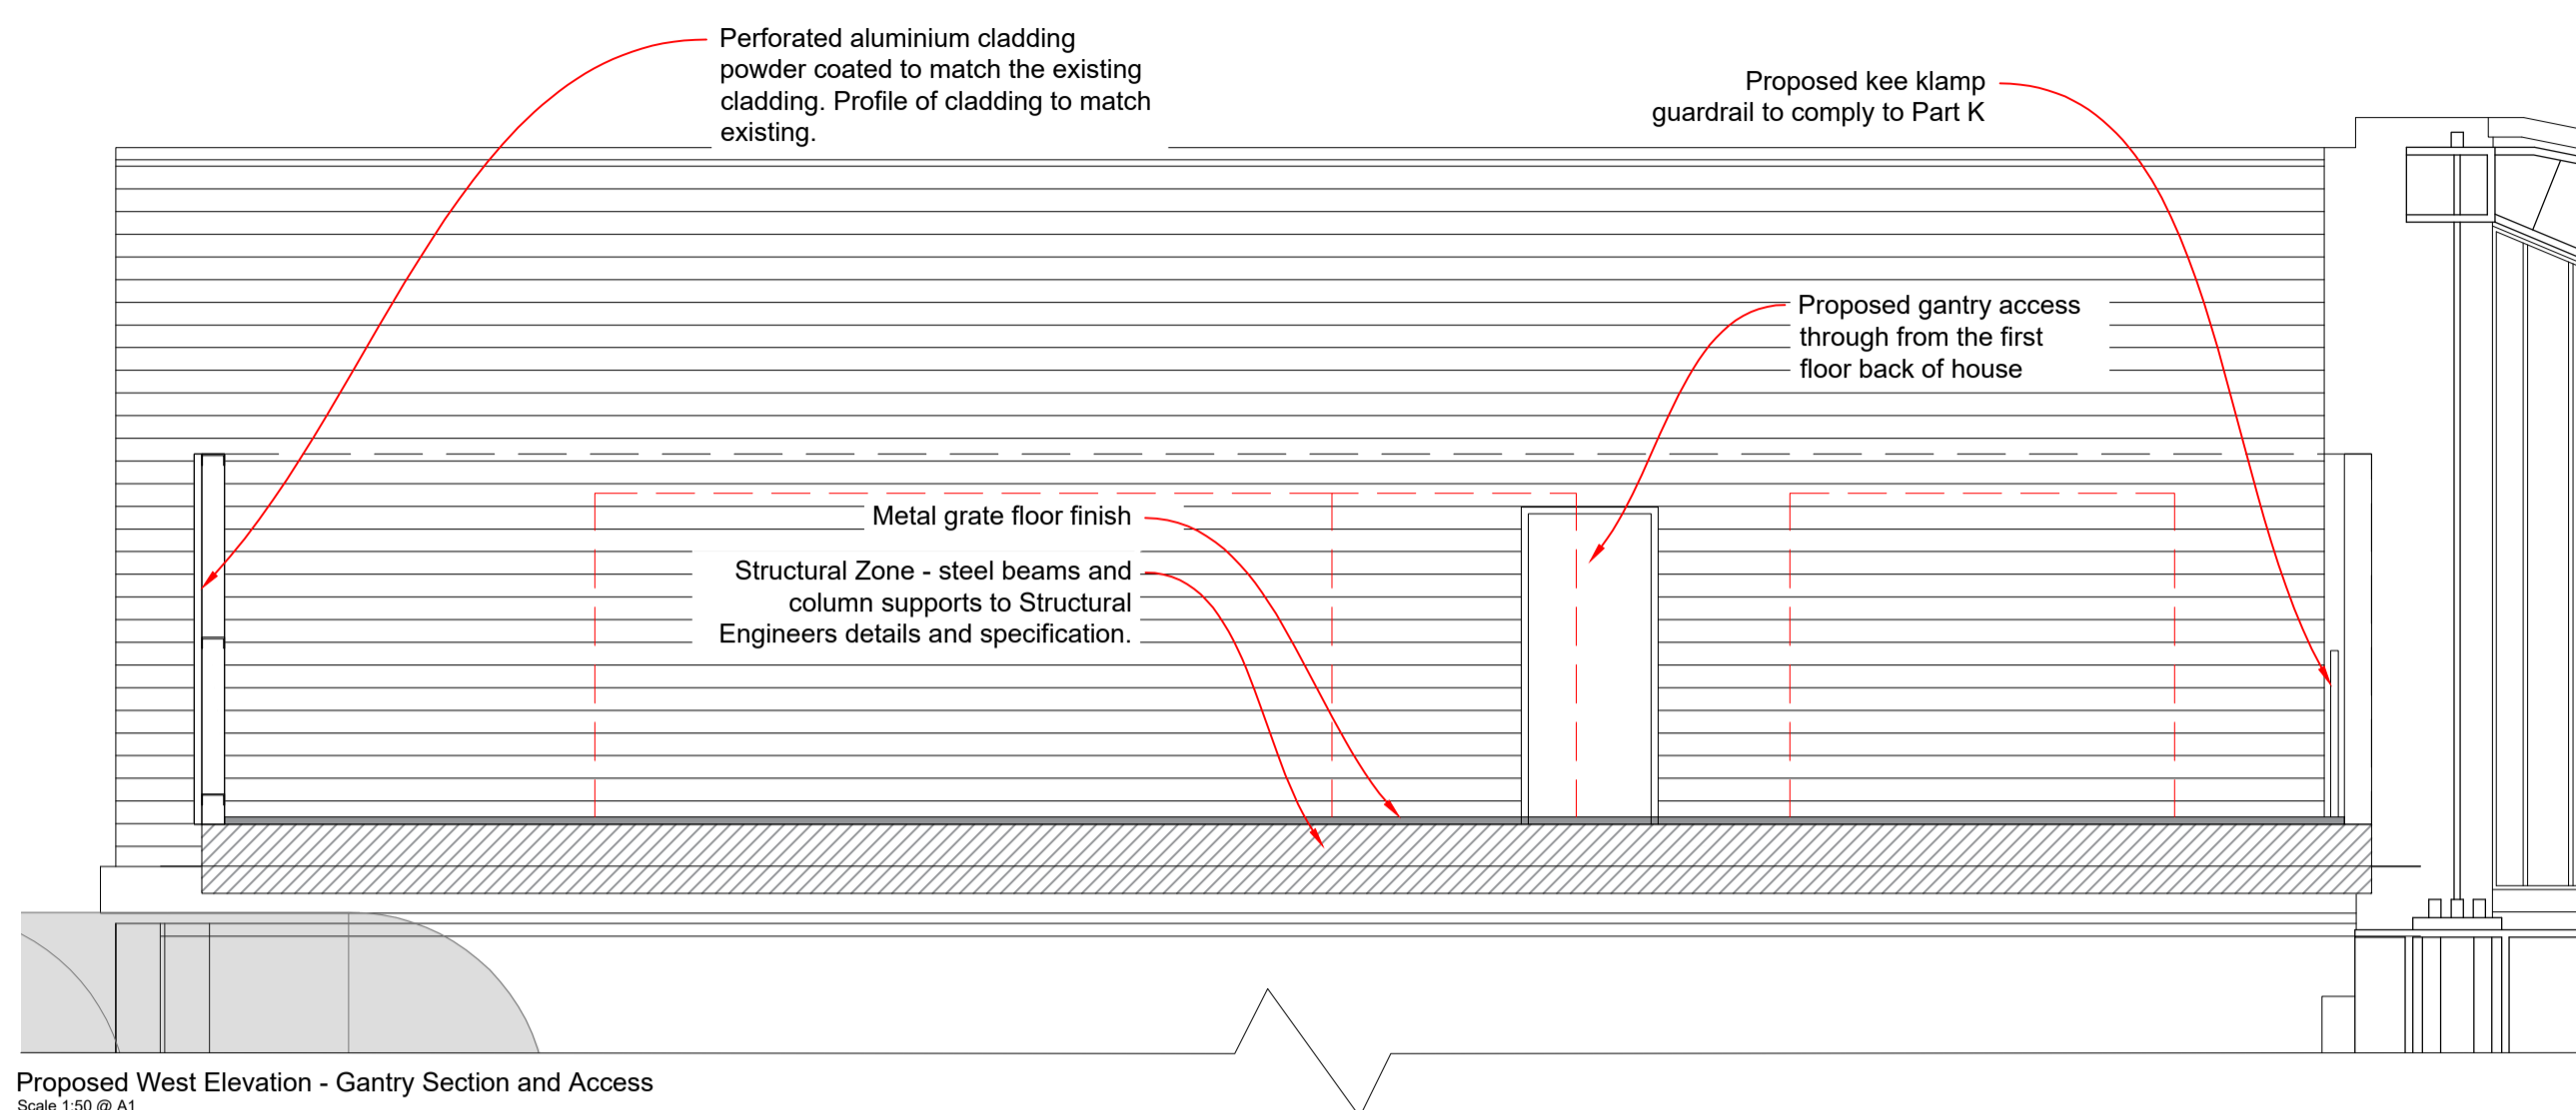 Perforated aluminium cladding
powder coated to match the existing
cladding. Profile of cladding to match
existing.
Proposed kee klamp
guardrail to comply to Part K
Proposed gantry access
through from the first
floor back of house
Metal grate floor finish
Structural Zone - steel beams and
column supports to Structural
Engineers details and specification.
Proposed West Elevation - Gantry Section and Access
Scale 1:50 @ A1